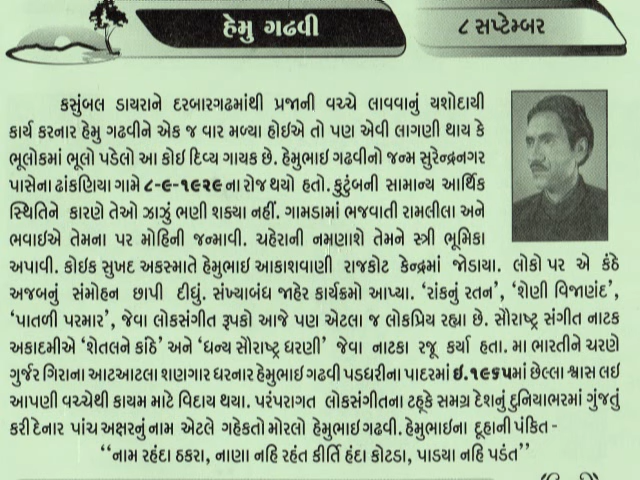 હેમુ ગઢવી
૮ સપ્ટેમ્બર
કસુંબલ ડાયરાને દરબારગઢમાંથી પ્રજાની વચ્ચે લાવવાનું યશોદાયી
કાર્ય કરનાર હેમુ ગઢવીને એક જ વાર મળ્યા હોઈએ તો પણ એવી લાગણી થાય કે
ભૂલોકમાં ભૂલો પડેલો આ કોઇ દિવ્ય ગાયક છે. હેમુભાઇ ગઢવીનો જન્મ સુરેન્દ્રનગર
પાસેના ઢાંકણિયા ગામે ૮-૯-૧૯૨૯ ના રોજ થયો હતો. કુટુંબની સામાન્ય આર્થિક
સ્થિતિને કારણે તેઓ ઝાઝું ભણી શક્યા નહીં. ગામડામાં ભજવાતી રામલીલા અને
ભવાઈએ તેમના પર મોહિની જન્માવી. ચહેરાની નમણાશે તેમને સ્ત્રી ભૂમિકા
અપાવી. કોઇક સુખદ અકસ્માતે હેમુભાઇ આકાશવાણી રાજકોટ કેન્દ્રમાં જોડાયા. લોકો પર એ કંઠે
અજબનું સંમોહન છાપી દીધું. સંખ્યાબંધ જાહેર કાર્યક્રમો આપ્યા. ‘રાંકનું રતન’, ‘શેણી વિજાણંદ’,
‘પાતળી પરમાર’, જેવા લોકસંગીત રૂપકો આજે પણ એટલા જ લોકપ્રિય રહ્યા છે. સૌરાષ્ટ્ર સંગીત નાટક
અકાદમીએ ‘શેતલને કાંઠે’ અને ‘ધન્ય સૌરાષ્ટ્ર ધરણી’ જેવા નાટકા રજૂ કર્યા હતા. મા ભારતીને ચરણે
ગુર્જર ગિરાના આટઆટલા શણગાર ધરનાર હેમુભાઇ ગઢવી પડધરીના પાદરમાં ઇ.૧૯૬૫માં છેલ્લા શ્વાસ લઇ
આપણી વચ્ચેથી કાયમ માટે વિદાય થયા. પરંપરાગત લોકસંગીતના ટહૂકે સમગ્ર દેશનું દુનિયાભરમાં ગુંજતું
કરી દેનાર પાંચ અક્ષરનું નામ એટલે ગહેકતો મોરલો હેમુભાઇ ગઢવી. હેમુભાઇના દૂહાની પંકિત-
‘‘નામ રહંદા ઠકરા, નાણા નહિ રહંત કીર્તિ હંદા કોટડા, પાડ્યા નહિ પડંત’’